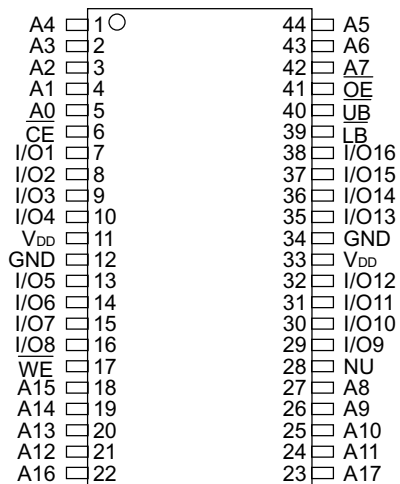 A4 1 44 A5
A3 2 43 A6
A2 3 42 A7
A1 4 41 OE
A0 5 40 UB
CE 6 39 LB
I/O1 7 38 I/O16
I/O2 8 37 I/O15
I/O3 9 36 I/O14
I/O4 10 35 I/O13
VDD 11 34 GND
GND 12 33 VDD
I/O5 13 32 I/O12
I/O6 14 31 I/O11
I/O7 15 30 I/O10
I/O8 16 29 I/O9
WE 17 28 NU
A15 18 27 A8
A14 19 26 A9
A13 20 25 A10
A12 21 24 A11
A16 22 23 A17